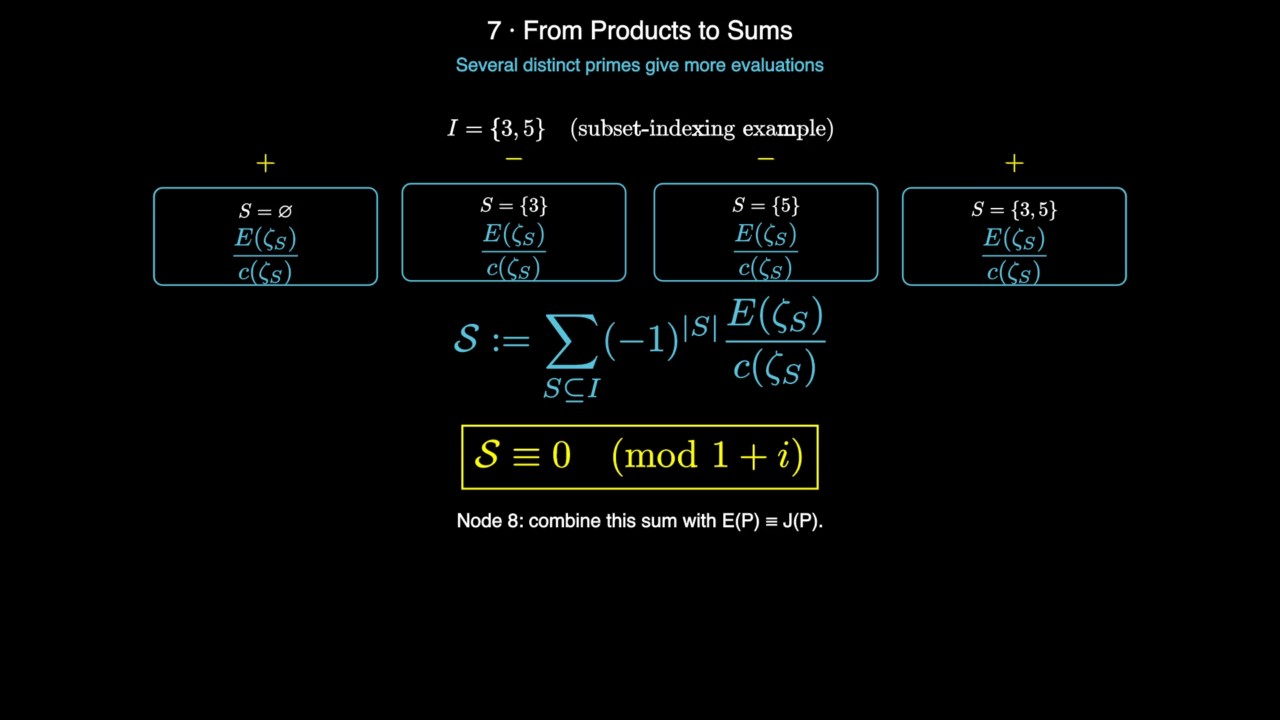 7 · From Products to Sums
Several distinct primes give more evaluations
I = {3, 5} (subset-indexing example)
+ − − +
S = ∅
E(ζ_S)
c(ζ_S)
S = {3}
E(ζ_S)
c(ζ_S)
S = {5}
E(ζ_S)
c(ζ_S)
S = {3, 5}
E(ζ_S)
c(ζ_S)
𝒮 := ∑_{S⊆I} (−1)^{|S|} E(ζ_S)/c(ζ_S)
𝒮 ≡ 0 (mod 1 + i)
Node 8: combine this sum with E(P) ≡ J(P).